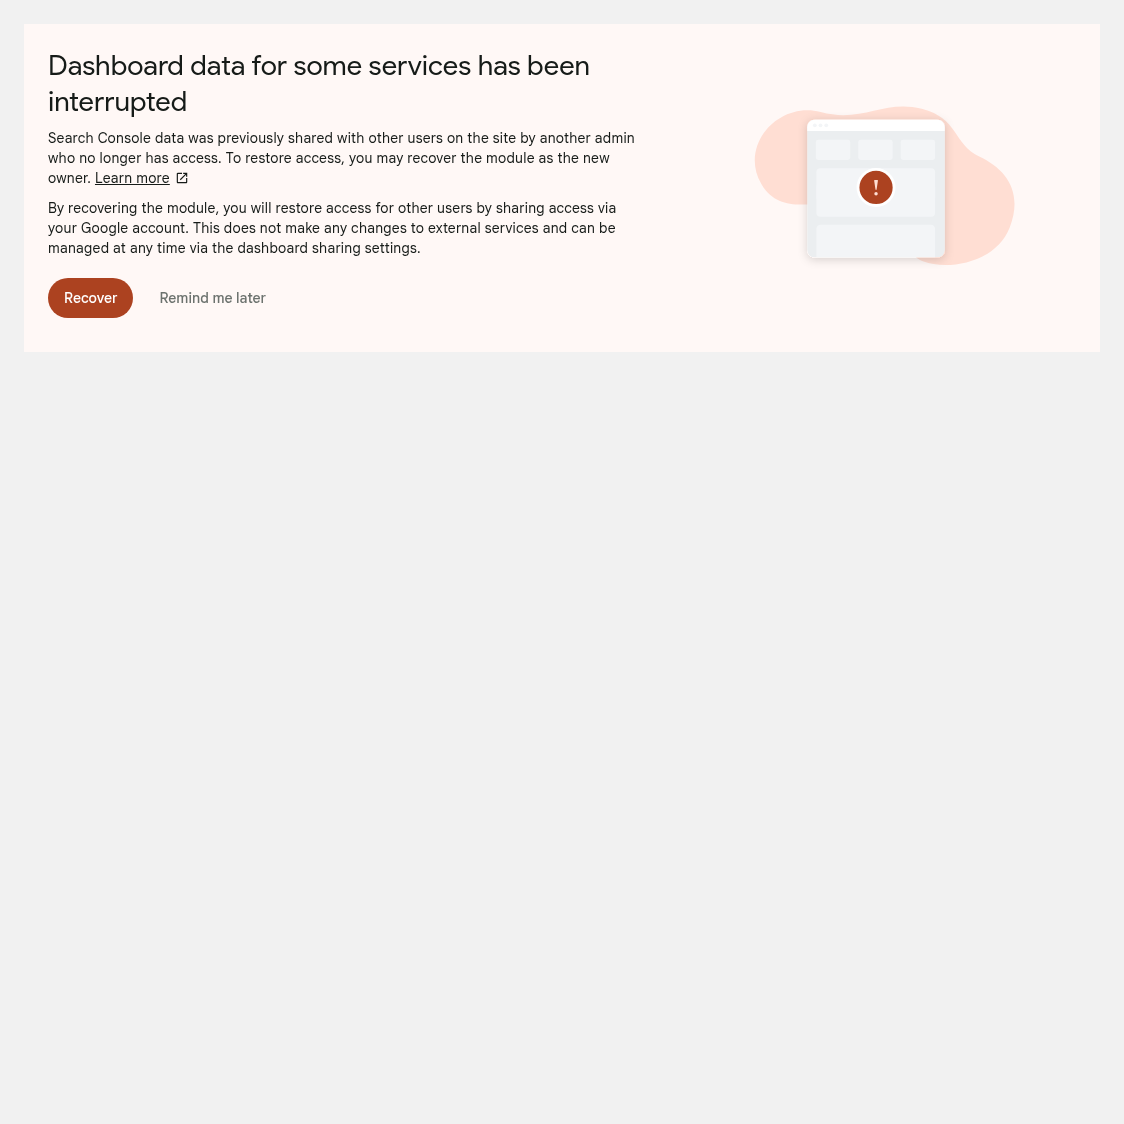 Dashboard data for some services has been
interrupted
Search Console data was previously shared with other users on the site by another admin
who no longer has access. To restore access, you may recover the module as the new
owner. Learn more
By recovering the module, you will restore access for other users by sharing access via
your Google account. This does not make any changes to external services and can be
managed at any time via the dashboard sharing settings.
Recover
Remind me later
!